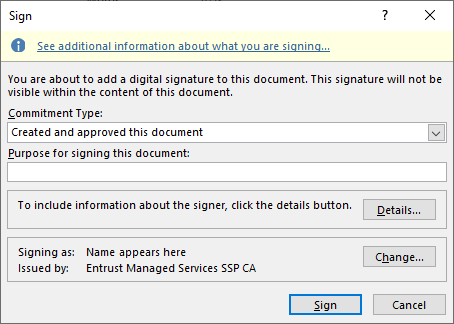 Sign
?
See additional information about what you are signing...
You are about to add a digital signature to this document. This signature will not be
visible within the content of this document.
Commitment Type:
Created and approved this document
Purpose for signing this document:
To include information about the signer, click the details button.
Details...
Signing as: Name appears here
Change...
Issued by: Entrust Managed Services SSP CA
Sign
Cancel